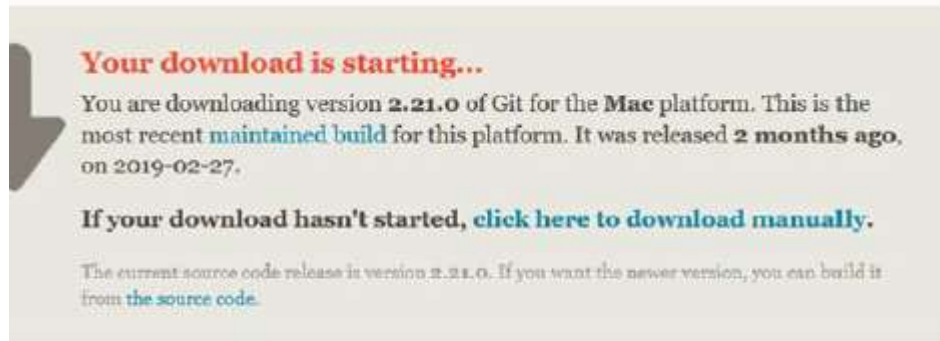 Your download is starting...
You are downloading version 2.21.0 of Git for the Mac platform. This is the
most recent maintained build for this platform. It was released 2 months ago,
on 2019-02-27.
If your download hasn't started, click here to download manually.
The current source code release is version 2.21.0. If you want the newer version, you can build it
from the source code.